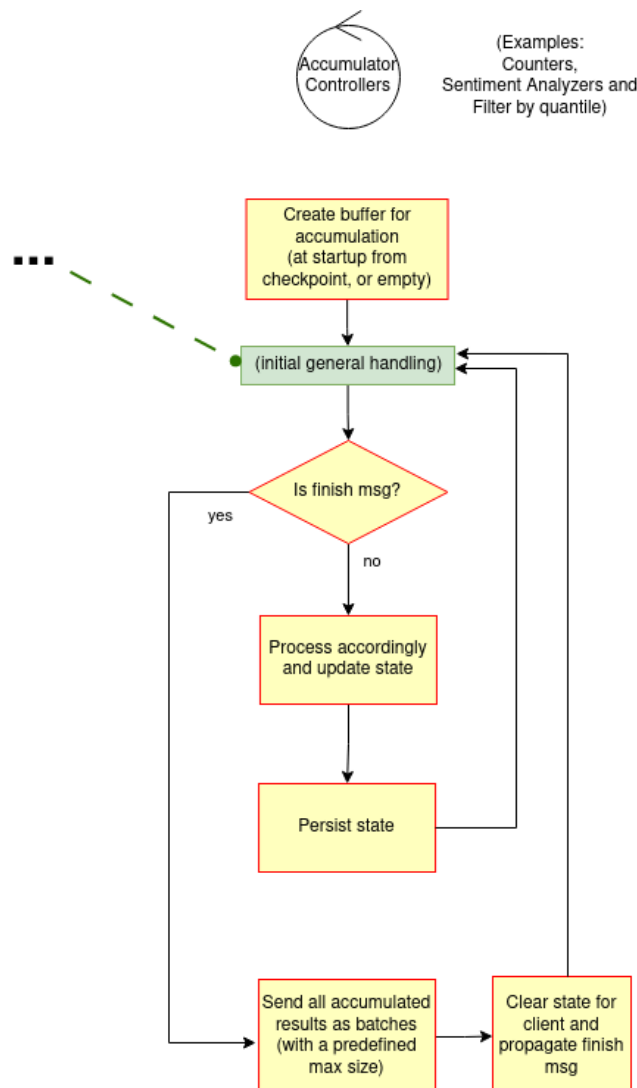 Accumulator
Controllers
(Examples:
Counters,
Sentiment Analyzers and
Filter by quantile)
Create buffer for
accumulation
(at startup from
checkpoint, or empty)
...
(initial general handling)
Is finish msg?
yes
no
Process accordingly
and update state
Persist state
Send all accumulated
results as batches
(with a predefined
max size)
Clear state for
client and
propagate finish
msg